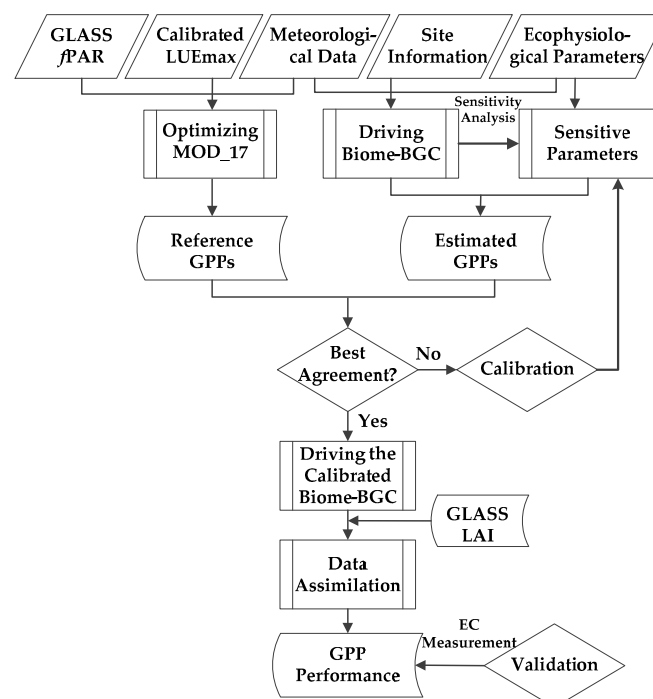 GLASS
fPAR
Calibrated
LUEmax
Meteorologi-
cal Data
Site
Information
Ecophysiolo-
gical Parameters
Optimizing
MOD_17
Driving
Biome-BGC
Sensitivity
Analysis
Sensitive
Parameters
Reference
GPPs
Estimated
GPPs
Best
Agreement?
No
Calibration
Yes
Driving the
Calibrated
Biome-BGC
GLASS
LAI
Data
Assimilation
GPP
Performance
EC
Measurement
Validation